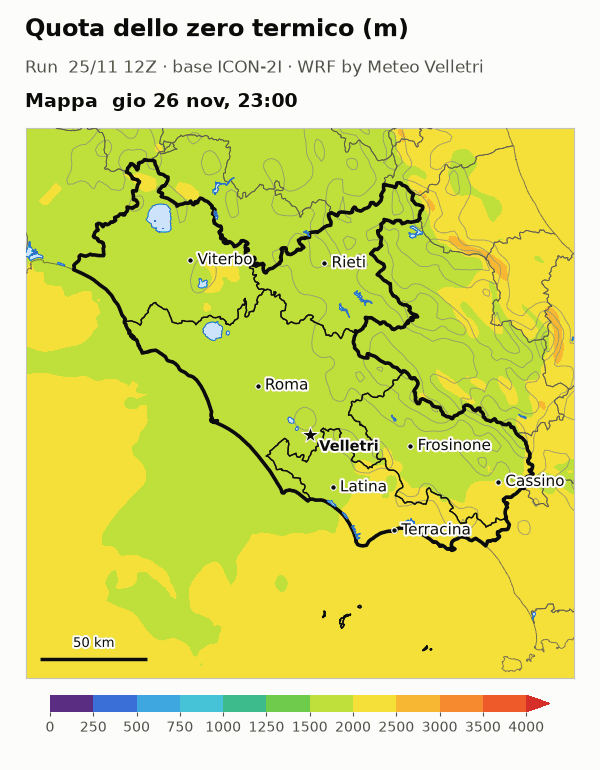 Quota dello zero termico (m)
Run  25/11 12Z · base ICON-2I · WRF by Meteo Velletri
Mappa  gio 26 nov, 23:00
Viterbo
Rieti
Roma
Velletri
Frosinone
Cassino
Latina
Terracina
50 km
0 250 500 750 1000 1250 1500 2000 2500 3000 3500 4000